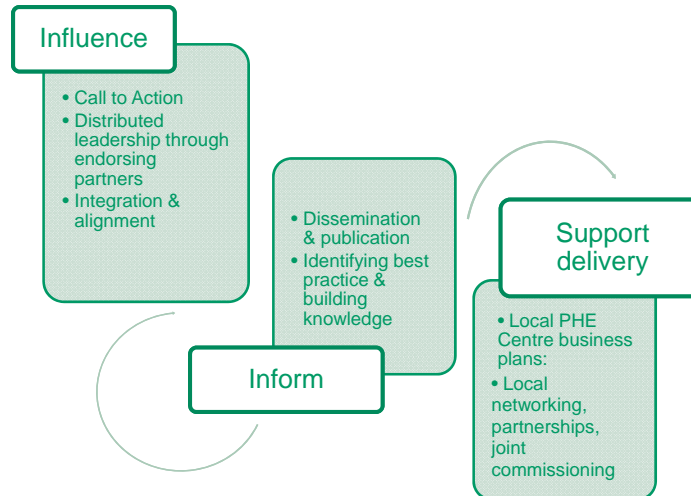 Influence
• Call to Action
• Distributed
leadership through
endorsing
partners
• Integration &
alignment
• Dissemination
& publication
• Identifying best
practice &
building
knowledge
Inform
Support
delivery
• Local PHE
Centre business
plans:
• Local
networking,
partnerships,
joint
commissioning